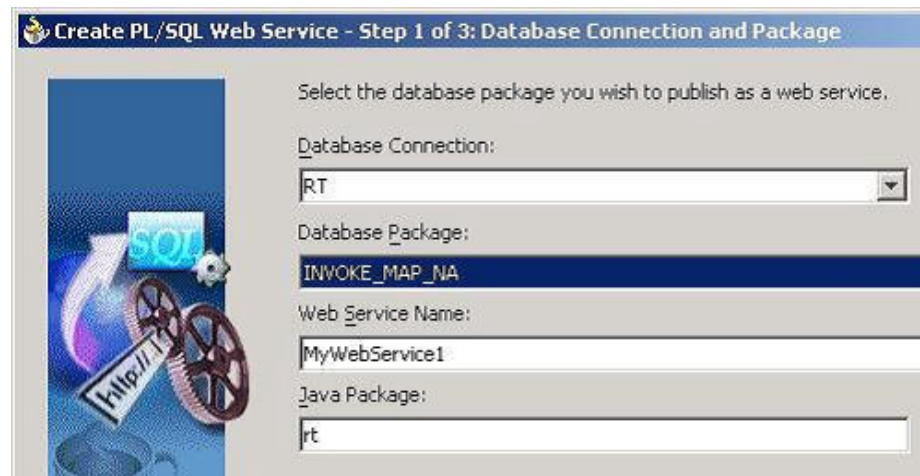 Create PL/SQL Web Service - Step 1 of 3: Database Connection and Package
Select the database package you wish to publish as a web service.
Database Connection:
RT
Database Package:
INVOKE_MAP_NA
Web Service Name:
MyWebService1
Java Package:
rt
SQL
http://